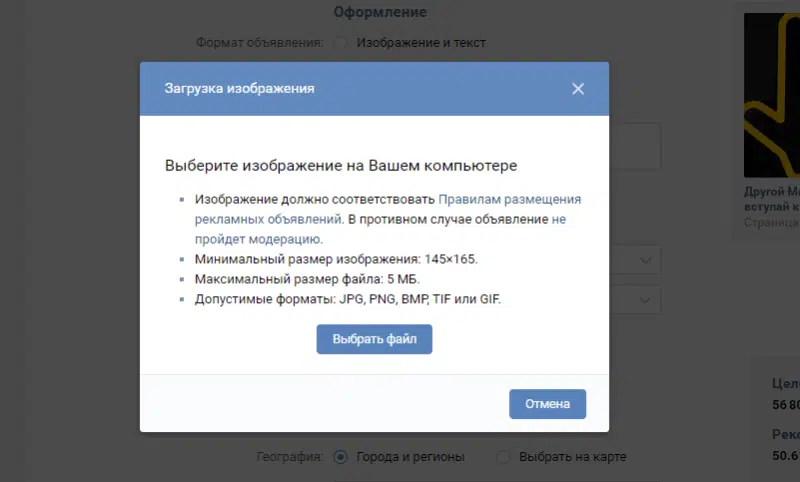 Оформление
Формат объявления: Изображение и текст
Загрузка изображения
Выберите изображение на Вашем компьютере
Изображение должно соответствовать Правилам размещения
рекламных объявлений. В противном случае объявление не
пройдет модерацию.
Минимальный размер изображения: 145×165.
Максимальный размер файла: 5 МБ.
Допустимые форматы: JPG, PNG, BMP, TIF или GIF.
Выбрать файл
Отмена
Другой М
вступай к
Страница
Цел
56 80
Рек
50.6
География: Города и регионы Выбрать на карте